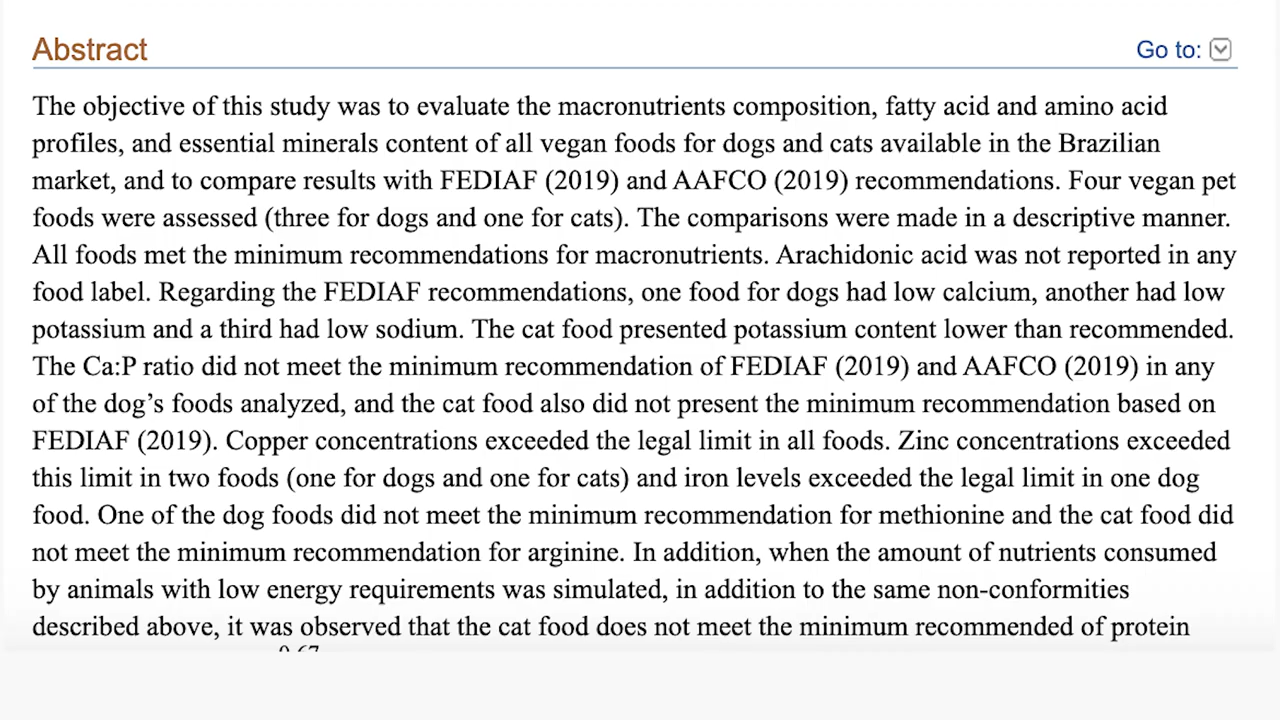 Abstract
Go to:
The objective of this study was to evaluate the macronutrients composition, fatty acid and amino acid
profiles, and essential minerals content of all vegan foods for dogs and cats available in the Brazilian
market, and to compare results with FEDIAF (2019) and AAFCO (2019) recommendations. Four vegan pet
foods were assessed (three for dogs and one for cats). The comparisons were made in a descriptive manner.
All foods met the minimum recommendations for macronutrients. Arachidonic acid was not reported in any
food label. Regarding the FEDIAF recommendations, one food for dogs had low calcium, another had low
potassium and a third had low sodium. The cat food presented potassium content lower than recommended.
The Ca:P ratio did not meet the minimum recommendation of FEDIAF (2019) and AAFCO (2019) in any
of the dog’s foods analyzed, and the cat food also did not present the minimum recommendation based on
FEDIAF (2019). Copper concentrations exceeded the legal limit in all foods. Zinc concentrations exceeded
this limit in two foods (one for dogs and one for cats) and iron levels exceeded the legal limit in one dog
food. One of the dog foods did not meet the minimum recommendation for methionine and the cat food did
not meet the minimum recommendation for arginine. In addition, when the amount of nutrients consumed
by animals with low energy requirements was simulated, in addition to the same non-conformities
described above, it was observed that the cat food does not meet the minimum recommended of protein